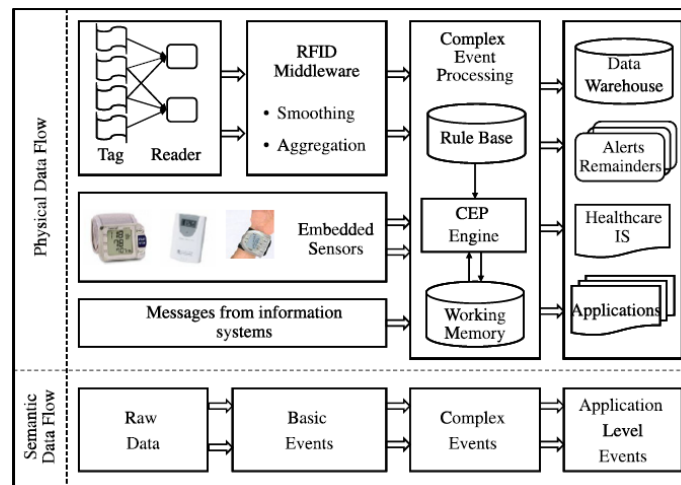 Physical Data Flow
Tag Reader
RFID
Middleware
• Smoothing
• Aggregation
Complex
Event
Processing
Rule Base
CEP
Engine
Working
Memory
Data
Warehouse
Alerts
Remainders
Healthcare
IS
Applications
Embedded
Sensors
Messages from information
systems
Semantic
Data Flow
Raw
Data
Basic
Events
Complex
Events
Application
Level
Events